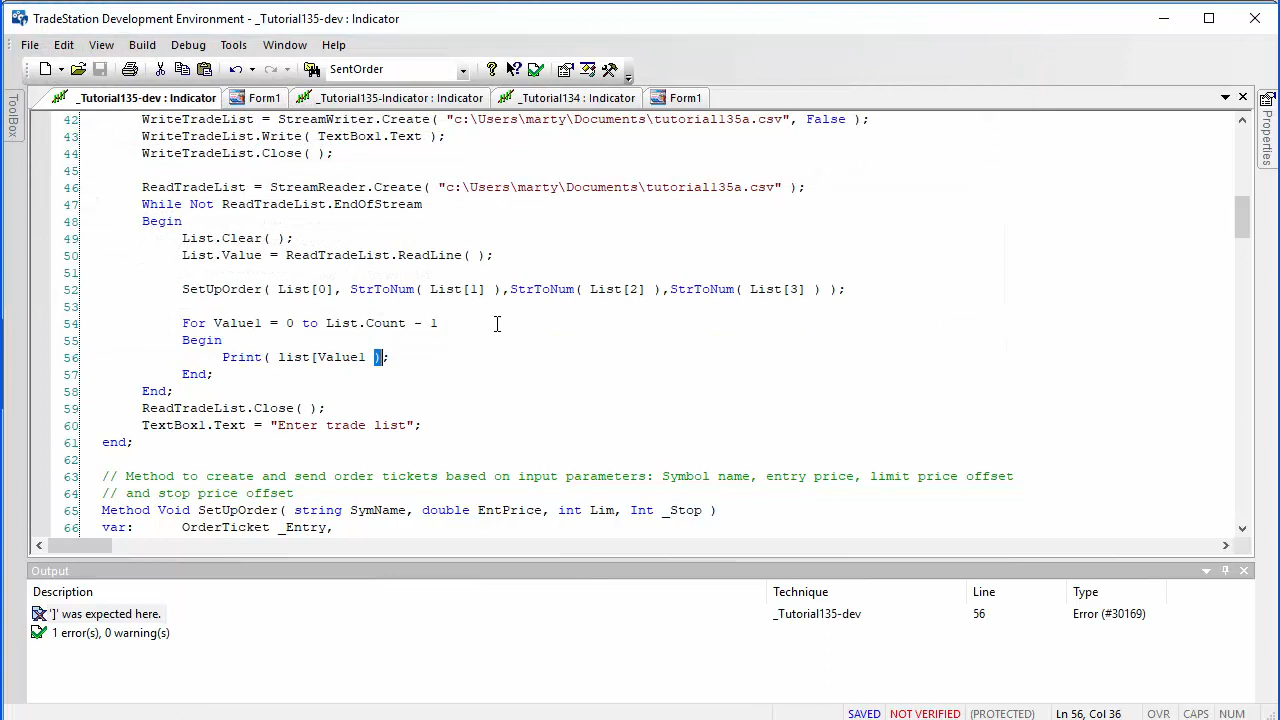 TradeStation Development Environment - _Tutorial135-dev : Indicator
File Edit View Build Debug Tools Window Help
SentOrder
ToolBox
_Tutorial135-dev : Indicator Form1 _Tutorial135-Indicator : Indicator _Tutorial134 : Indicator Form1
Properties
42 WriteTradeList = StreamWriter.Create( "c:\Users\marty\Documents\tutorial135a.csv", False );
43 WriteTradeList.Write( TextBox1.Text );
44 WriteTradeList.Close( );
45
46 ReadTradeList = StreamReader.Create( "c:\Users\marty\Documents\tutorial135a.csv" );
47 While Not ReadTradeList.EndOfStream
48 Begin
49 List.Clear( );
50 List.Value = ReadTradeList.ReadLine( );
51
52 SetUpOrder( List[0], StrToNum( List[1] ),StrToNum( List[2] ),StrToNum( List[3] ) );
53
54 For Value1 = 0 to List.Count - 1
55 Begin
56 Print( list[Value1 );
57 End;
58 End;
59 ReadTradeList.Close( );
60 TextBox1.Text = "Enter trade list";
61 end;
62
63 // Method to create and send order tickets based on input parameters: Symbol name, entry price, limit price offset
64 // and stop price offset
65 Method Void SetUpOrder( string SymName, double EntPrice, int Lim, Int _Stop )
66 var: OrderTicket _Entry,
Output
Description Technique Line Type
']' was expected here. _Tutorial135-dev 56 Error (#30169)
1 error(s), 0 warning(s)
SAVED NOT VERIFIED (PROTECTED) Ln 56, Col 36 OVR CAPS NUM